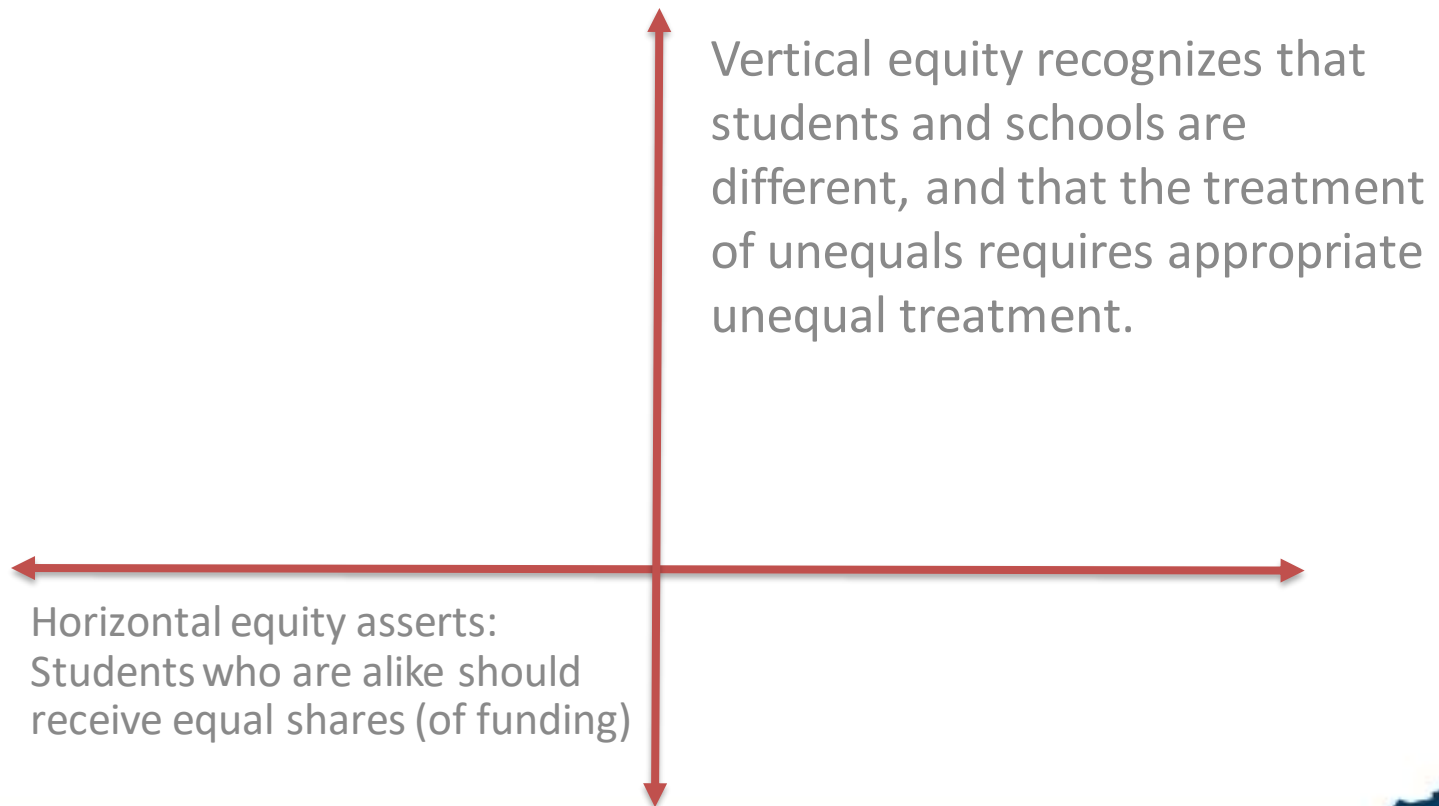 Vertical equity recognizes that
students and schools are
different, and that the treatment
of unequals requires appropriate
unequal treatment.
Horizontal equity asserts:
Students who are alike should
receive equal shares (of funding)